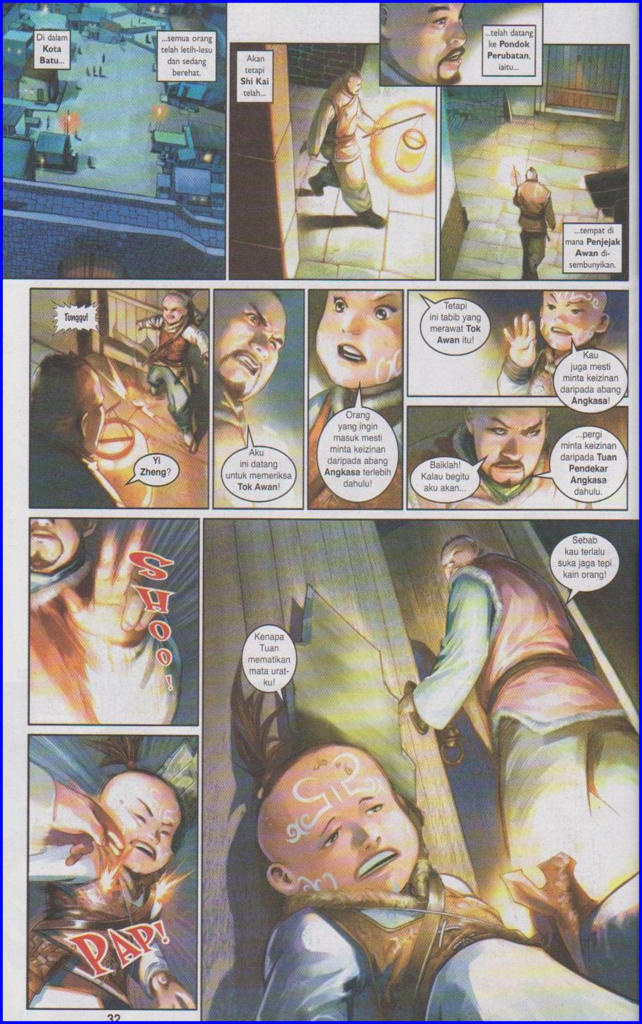 Di dalam
Kota
Batu...
...semua orang
telah letih-lesu
dan sedang
berehat.
Akan
tetapi
Shi Kai
telah...
...telah datang
ke Pondok
Perubatan,
iaitu...
...tempat di
mana Penjejak
Awan di-
sembunyikan.
Tunggu!
Yi
Zheng?
Aku
ini datang
untuk memeriksa
Tok Awan!
Orang
yang ingin
masuk mesti
minta keizinan
daripada abang
Angkasa terlebih
dahulu!
Tetapi
ini tabib yang
merawat Tok
Awan itu!
Kau
juga mesti
minta keizinan
daripada abang
Angkasa!
Baiklah!
Kalau begitu
aku akan...
...pergi
minta keizinan
daripada Tuan
Pendekar
Angkasa
dahulu.
SHOO!
PAP!
Kenapa
Tuan
mematikan
mata urat-
ku!
Sebab
kau terlalu
suka jaga tepi
kain orang!
32